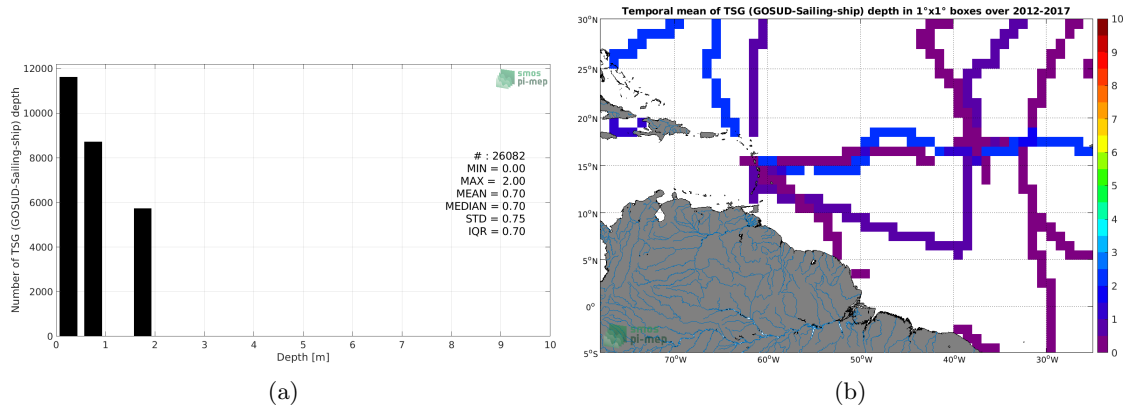 Temporal mean of TSG (GOSUD-Sailing-ship) depth in 1°x1° boxes over 2012-2017
Number of TSG (GOSUD-Sailing-ship) depth
12000
10000
8000
6000
4000
2000
0
0 1 2 3 4 5 6 7 8 9 10
Depth [m]
smos
pi-mep
# : 26082
MIN = 0.00
MAX = 2.00
MEAN = 0.70
MEDIAN = 0.70
STD = 0.75
IQR = 0.70
(a)
30°N
25°N
20°N
15°N
10°N
5°N
0°
5°S
70°W 60°W 50°W 40°W 30°W
smos
pi-mep
10
9
8
7
6
5
4
3
2
1
0
(b)